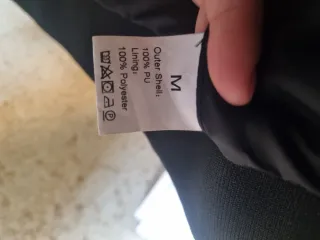 M
Outer Shell:
100% PU
Lining:
100% Polyester